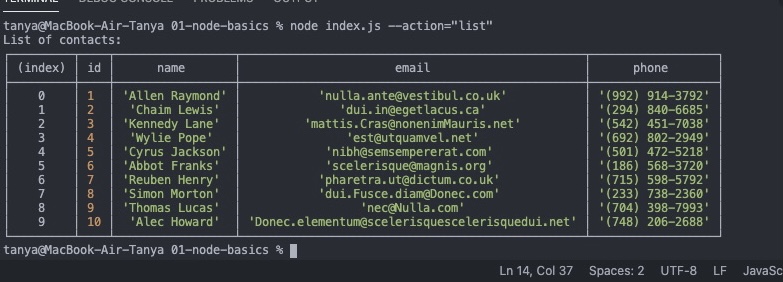 tanya@MacBook-Air-Tanya 01-node-basics % node index.js --action="list"
List of contacts:
(index) id name email phone
0 1 'Allen Raymond' 'nulla.ante@vestibul.co.uk' '(992) 914-3792'
1 2 'Chaim Lewis' 'dui.in@egetlacus.ca' '(294) 840-6685'
2 3 'Kennedy Lane' 'mattis.Cras@nonenimMauris.net' '(542) 451-7038'
3 4 'Wylie Pope' 'est@utquamvel.net' '(692) 802-2949'
4 5 'Cyrus Jackson' 'nibh@semsempererat.com' '(501) 472-5218'
5 6 'Abbot Franks' 'scelerisque@magnis.org' '(186) 568-3720'
6 7 'Reuben Henry' 'pharetra.ut@dictum.co.uk' '(715) 598-5792'
7 8 'Simon Morton' 'dui.Fusce.diam@Donec.com' '(233) 738-2360'
8 9 'Thomas Lucas' 'nec@Nulla.com' '(704) 398-7993'
9 10 'Alec Howard' 'Donec.elementum@scelerisquescelerisquedui.net' '(748) 206-2688'
tanya@MacBook-Air-Tanya 01-node-basics %
Ln 14, Col 37 Spaces: 2 UTF-8 LF JavaSc